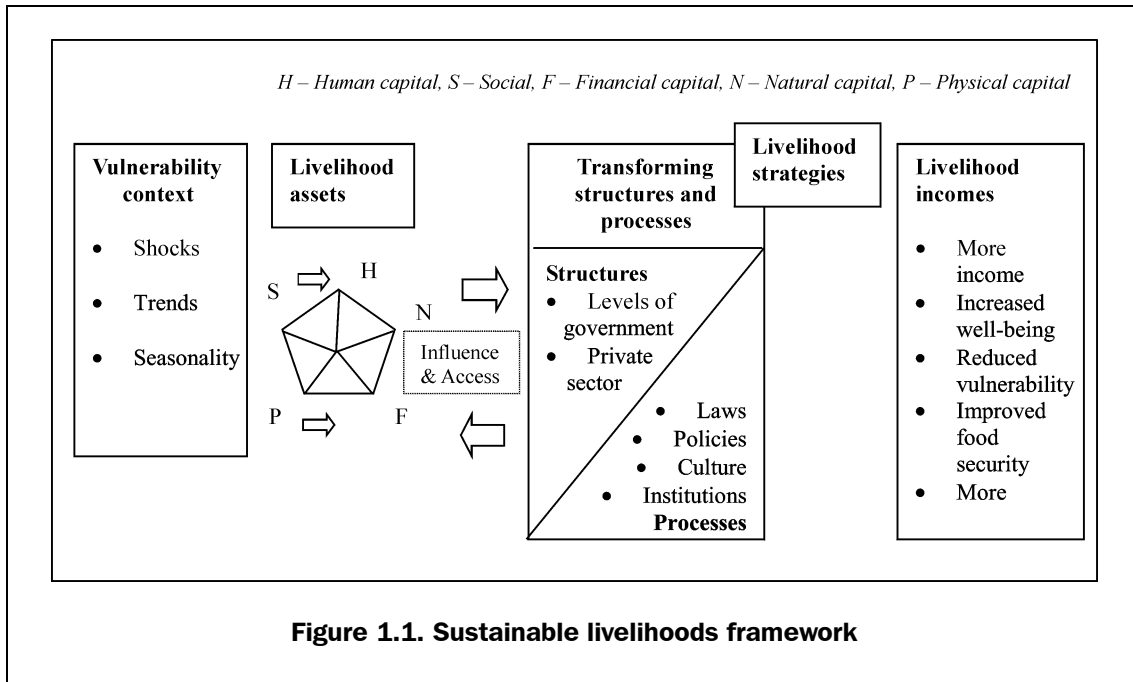 H – Human capital, S – Social, F – Financial capital, N – Natural capital, P – Physical capital
Vulnerability
context
• Shocks
• Trends
• Seasonality
Livelihood
assets
S
H
N
P
F
Influence
& Access
Transforming
structures and
processes
Structures
• Levels of
government
• Private
sector
• Laws
• Policies
• Culture
• Institutions
Processes
Livelihood
strategies
Livelihood
incomes
• More
income
• Increased
well-being
• Reduced
vulnerability
• Improved
food
security
• More
Figure 1.1. Sustainable livelihoods framework